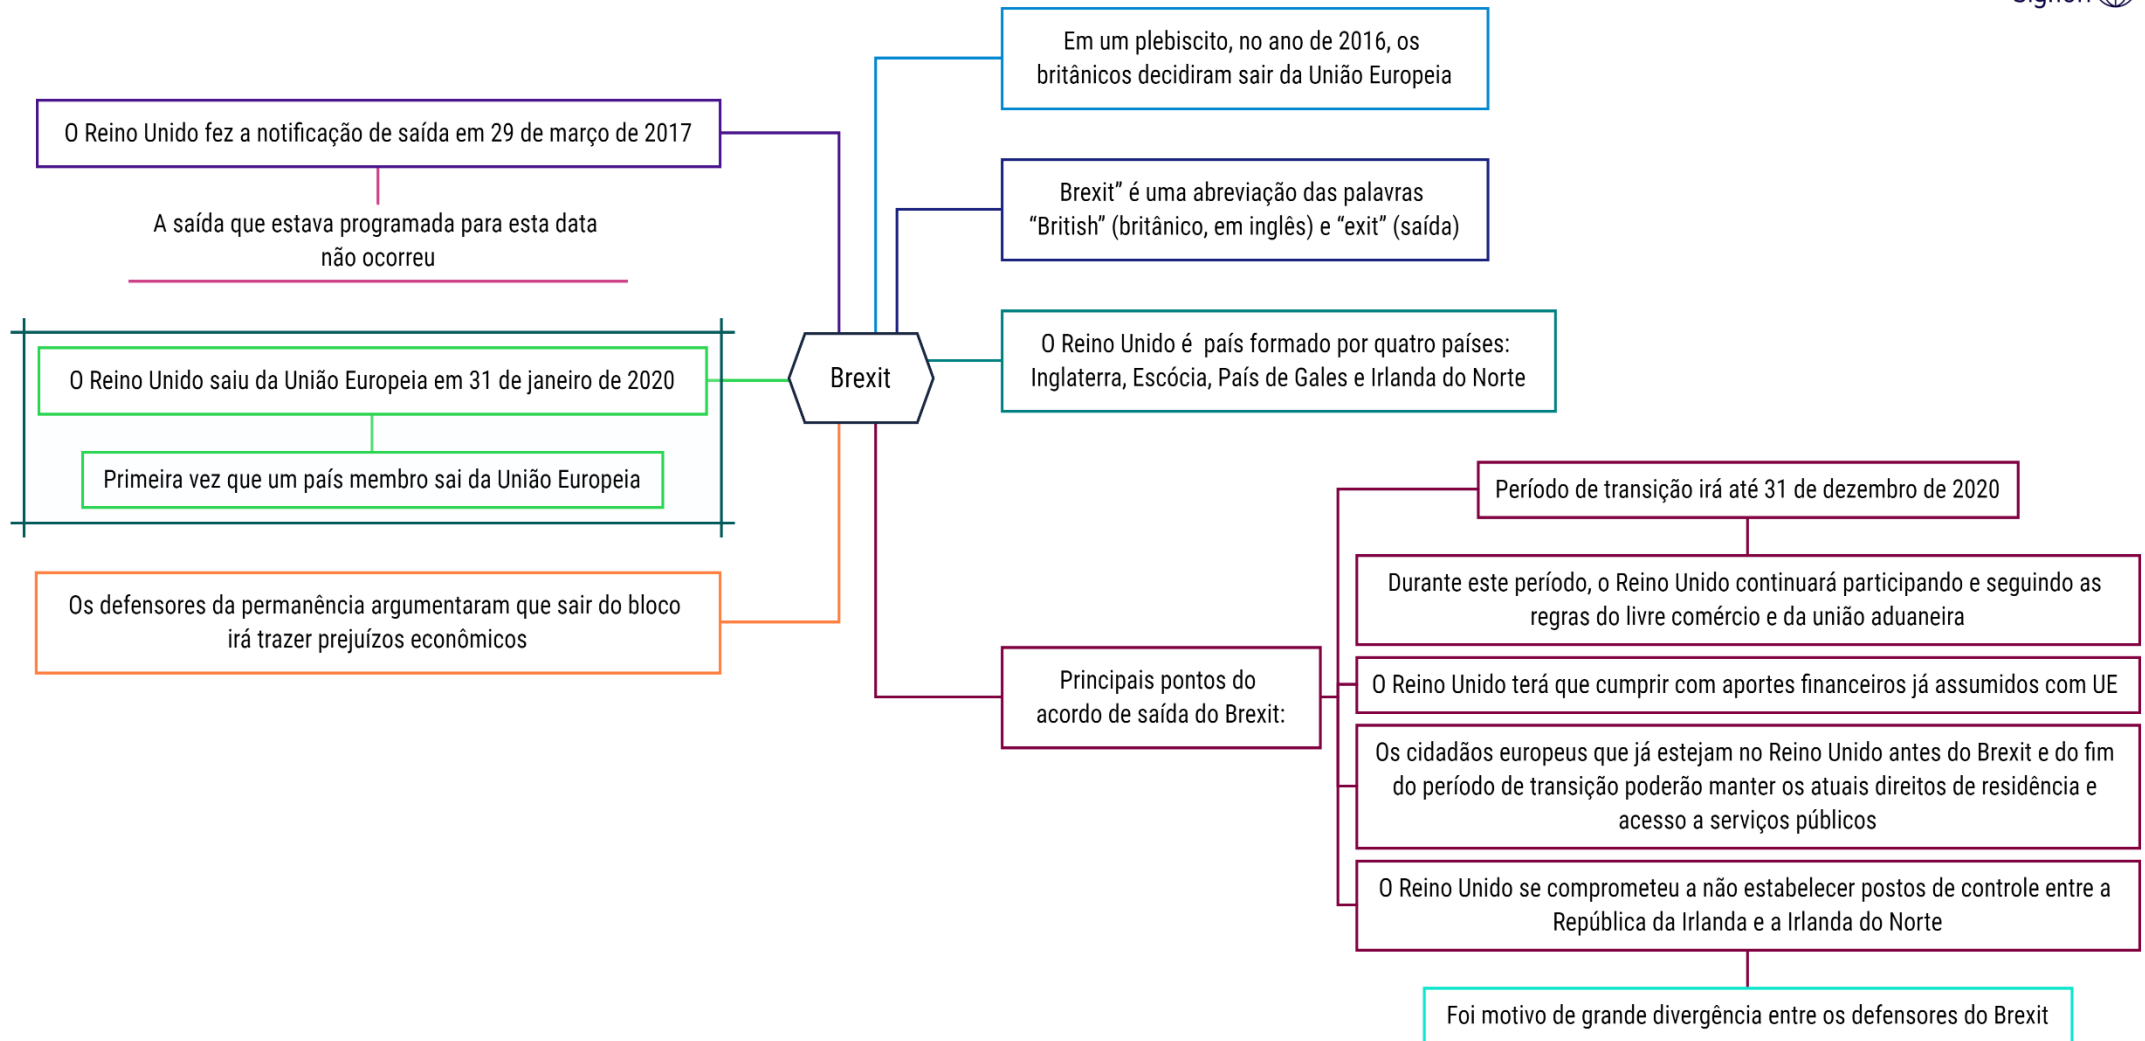 Em um plebiscito, no ano de 2016, os
britânicos decidiram sair da União Europeia
O Reino Unido fez a notificação de saída em 29 de março de 2017
A saída que estava programada para esta data
não ocorreu
Brexit” é uma abreviação das palavras
“British” (britânico, em inglês) e “exit” (saída)
O Reino Unido saiu da União Europeia em 31 de janeiro de 2020
Primeira vez que um país membro sai da União Europeia
Brexit
O Reino Unido é  país formado por quatro países:
Inglaterra, Escócia, País de Gales e Irlanda do Norte
Os defensores da permanência argumentaram que sair do bloco
irá trazer prejuízos econômicos
Principais pontos do
acordo de saída do Brexit:
Período de transição irá até 31 de dezembro de 2020
Durante este período, o Reino Unido continuará participando e seguindo as
regras do livre comércio e da união aduaneira
O Reino Unido terá que cumprir com aportes financeiros já assumidos com UE
Os cidadãos europeus que já estejam no Reino Unido antes do Brexit e do fim
do período de transição poderão manter os atuais direitos de residência e
acesso a serviços públicos
O Reino Unido se comprometeu a não estabelecer postos de controle entre a
República da Irlanda e a Irlanda do Norte
Foi motivo de grande divergência entre os defensores do Brexit